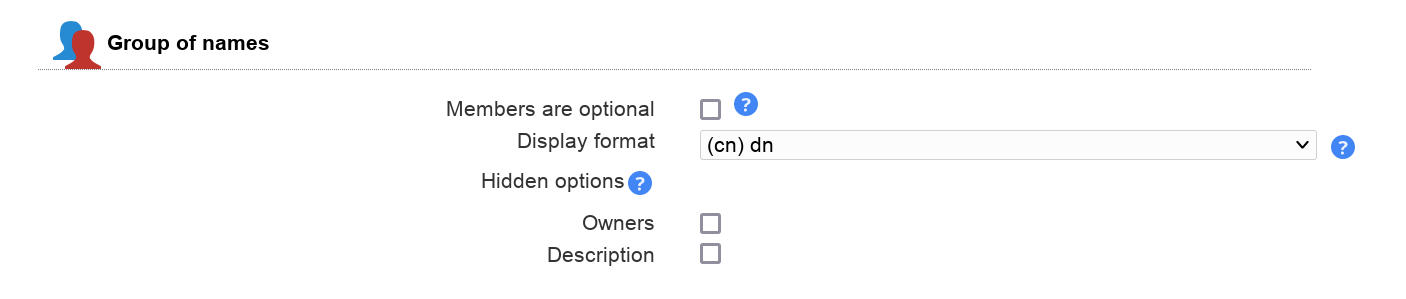 Group of names
Members are optional ?
Display format (cn) dn ?
Hidden options ?
Owners
Description